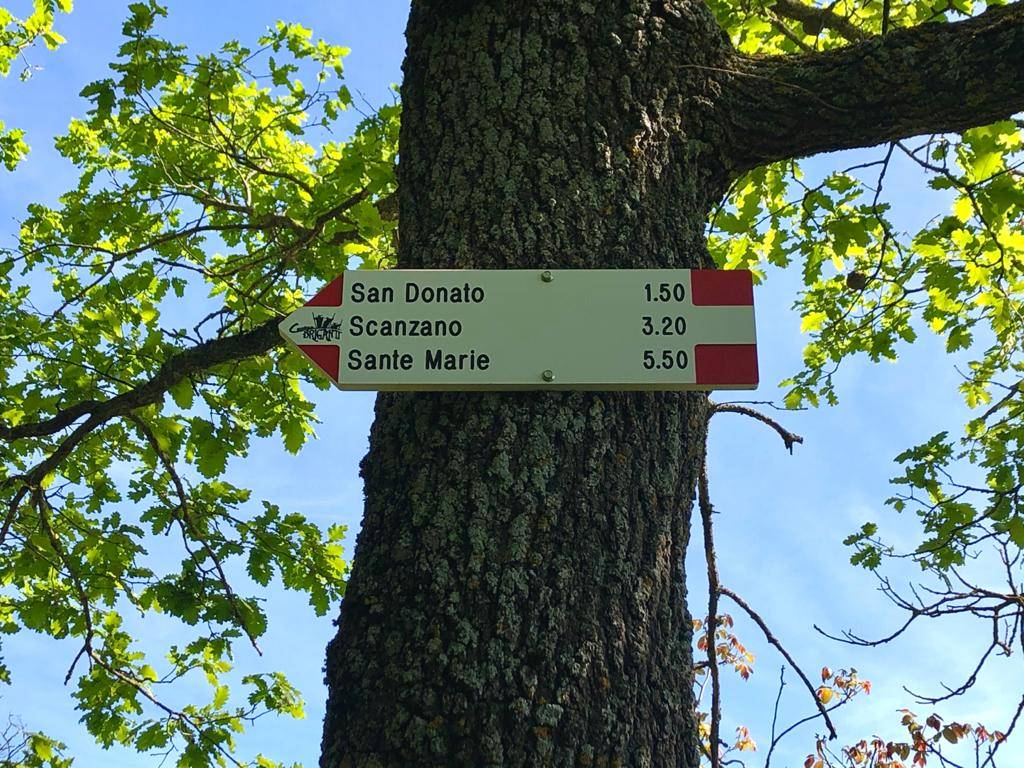 San Donato 1.50
Scanzano 3.20
Sante Marie 5.50